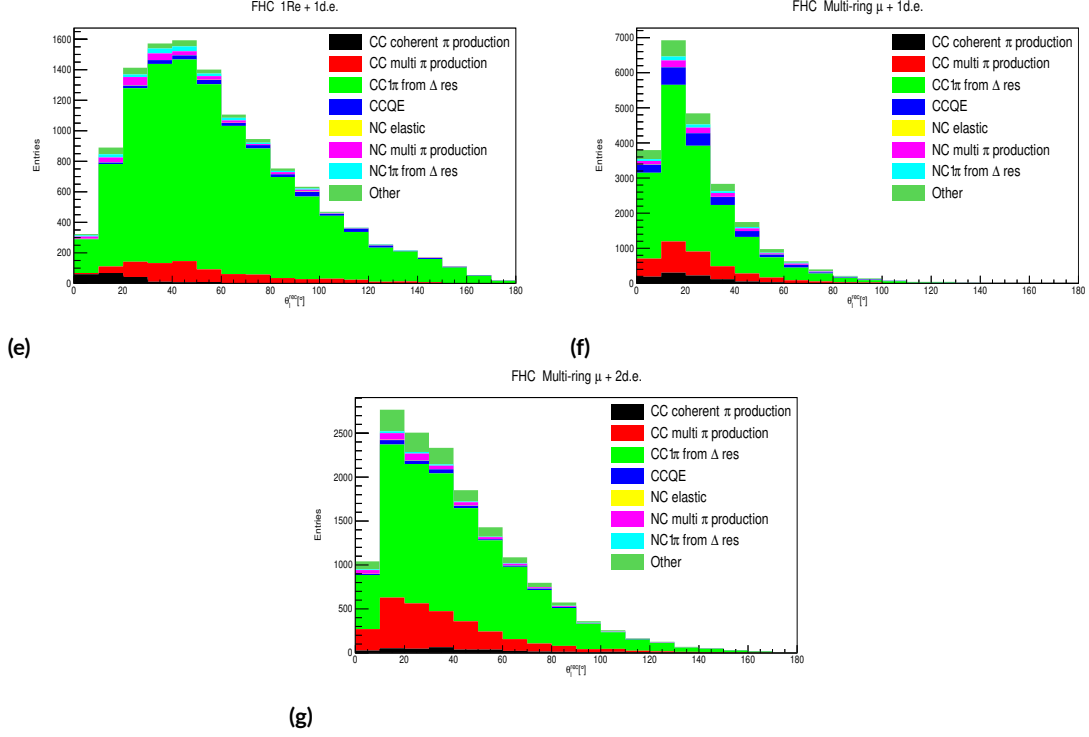 FHC 1Re + 1d.e.
Entries
1600
1400
1200
1000
800
600
400
200
0
0 20 40 60 80 100 120 140 160 180
θ_l^rec[°]
CC coherent π production
CC multi π production
CC1π from Δ res
CCQE
NC elastic
NC multi π production
NC1π from Δ res
Other
(e)
FHC Multi-ring μ + 1d.e.
Entries
7000
6000
5000
4000
3000
2000
1000
0
0 20 40 60 80 100 120 140 160 180
θ_l^rec[°]
CC coherent π production
CC multi π production
CC1π from Δ res
CCQE
NC elastic
NC multi π production
NC1π from Δ res
Other
(f)
FHC Multi-ring μ + 2d.e.
Entries
2500
2000
1500
1000
500
0
0 20 40 60 80 100 120 140 160 180
θ_l^rec[°]
CC coherent π production
CC multi π production
CC1π from Δ res
CCQE
NC elastic
NC multi π production
NC1π from Δ res
Other
(g)